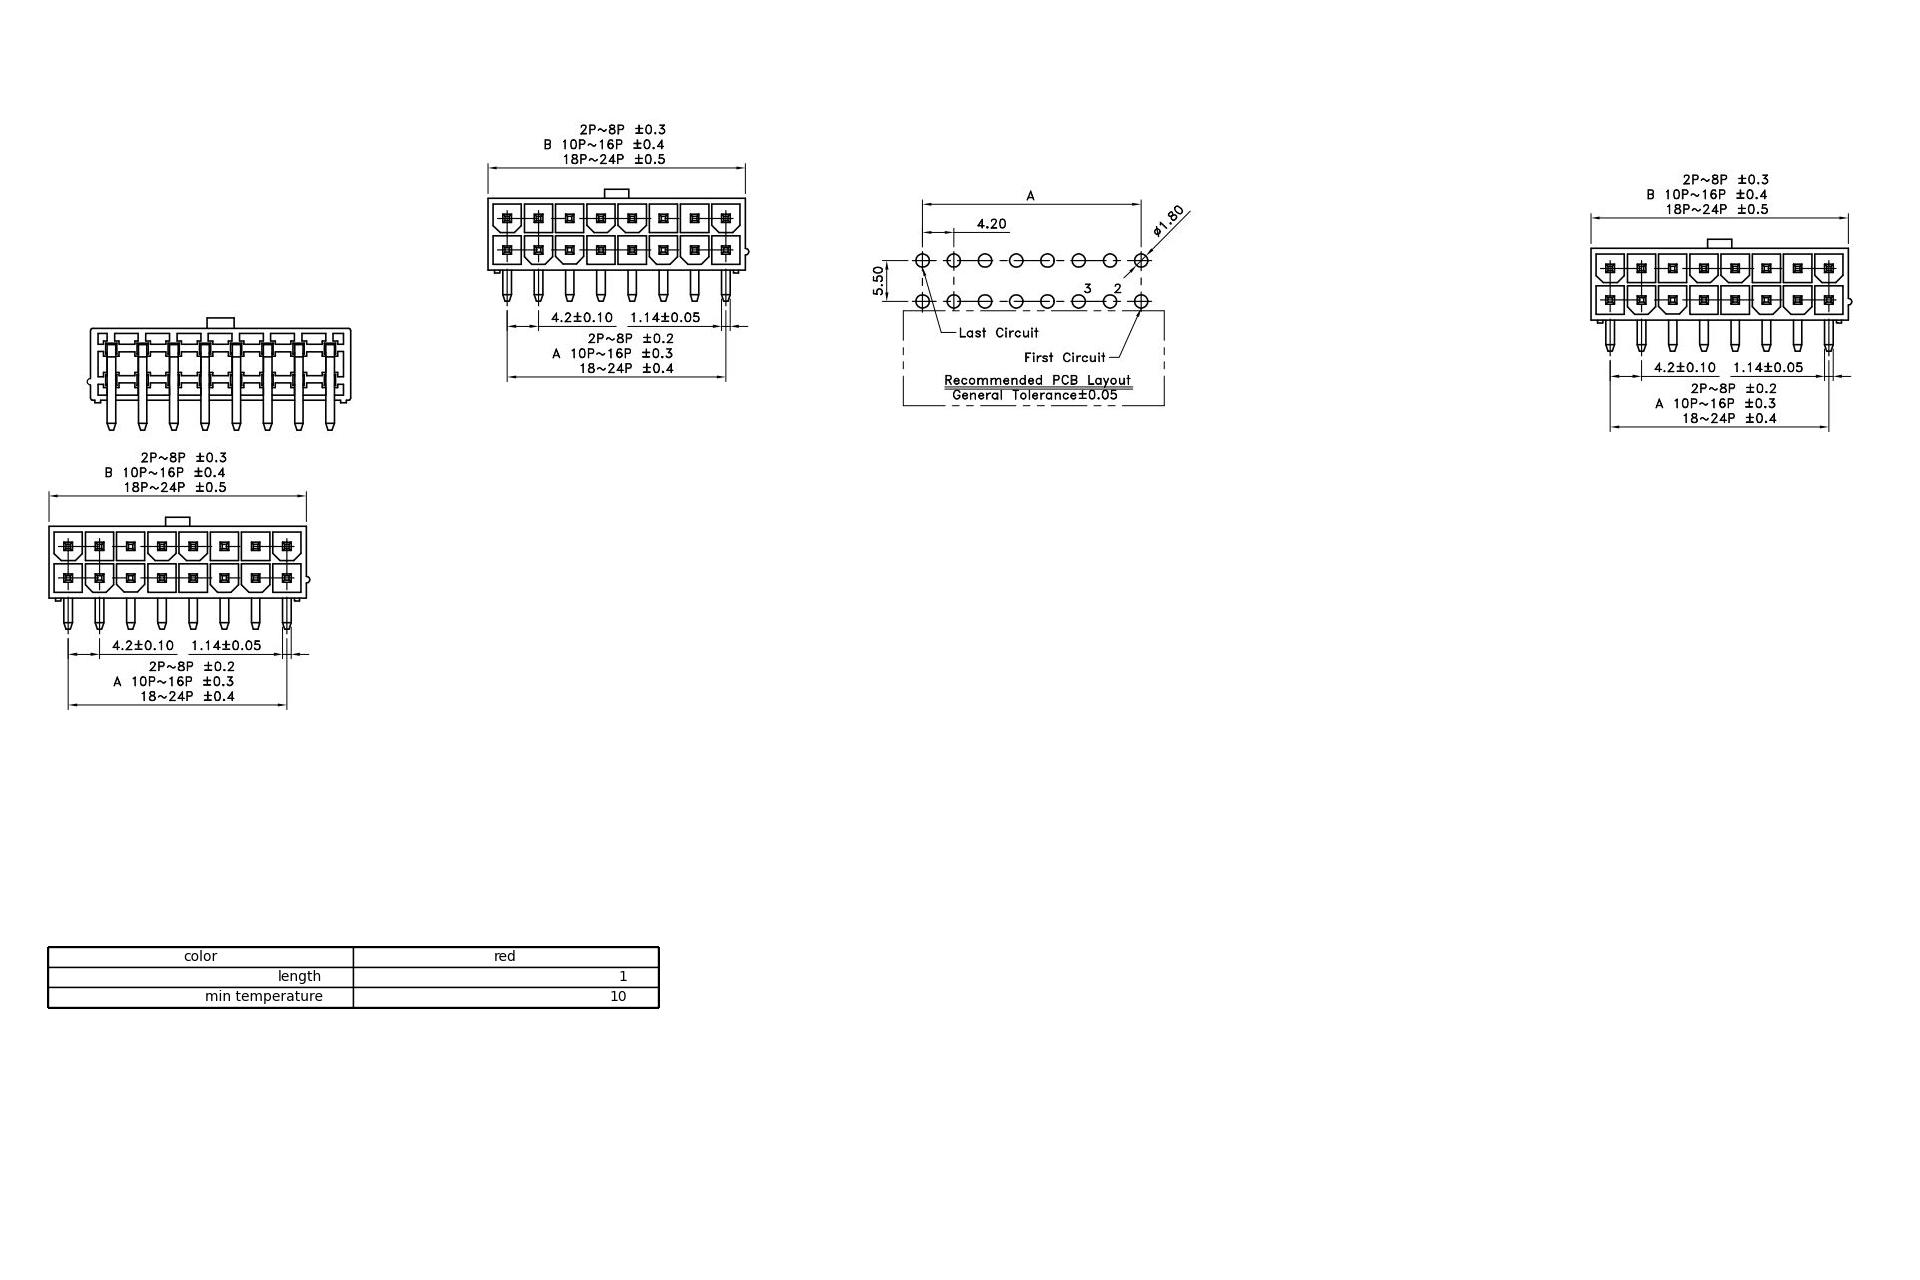 2P~8P ±0.3
B 10P~16P ±0.4
18P~24P ±0.5
4.2±0.10 1.14±0.05
2P~8P ±0.2
A 10P~16P ±0.3
18~24P ±0.4
A
4.20
ø1.80
5.50
3 2
Last Circuit
First Circuit
Recommended PCB Layout
General Tolerance±0.05
2P~8P ±0.3
B 10P~16P ±0.4
18P~24P ±0.5
4.2±0.10 1.14±0.05
2P~8P ±0.2
A 10P~16P ±0.3
18~24P ±0.4
2P~8P ±0.3
B 10P~16P ±0.4
18P~24P ±0.5
4.2±0.10 1.14±0.05
2P~8P ±0.2
A 10P~16P ±0.3
18~24P ±0.4
color red
length 1
min temperature 10